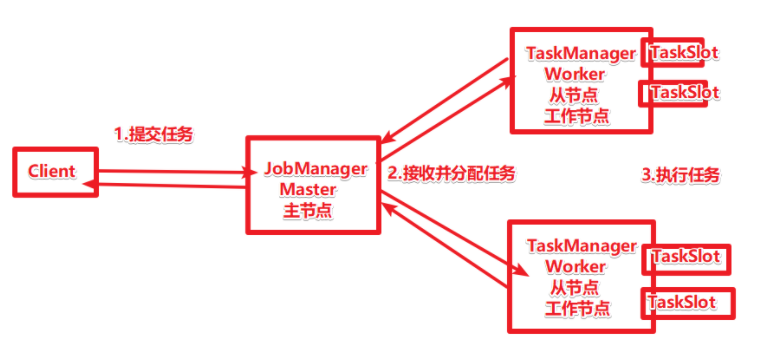 Client
1.提交任务
JobManager
Master
主节点
2.接收并分配任务
TaskManager
Worker
从节点
工作节点
TaskSlot
TaskSlot
3.执行任务
TaskManager
Worker
从节点
工作节点
TaskSlot
TaskSlot